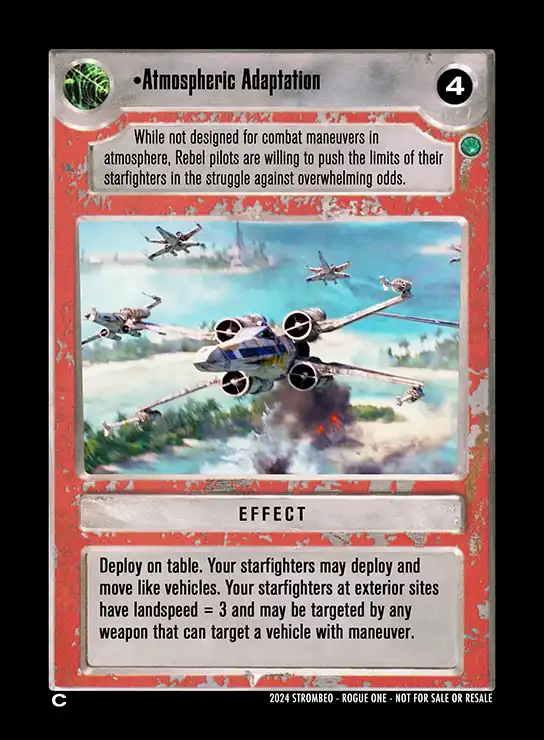 •Atmospheric Adaptation
4
While not designed for combat maneuvers in
atmosphere, Rebel pilots are willing to push the limits of their
starfighters in the struggle against overwhelming odds.
EFFECT
Deploy on table. Your starfighters may deploy and
move like vehicles. Your starfighters at exterior sites
have landspeed = 3 and may be targeted by any
weapon that can target a vehicle with maneuver.
C
2024 STROMBEO - ROGUE ONE - NOT FOR SALE OR RESALE